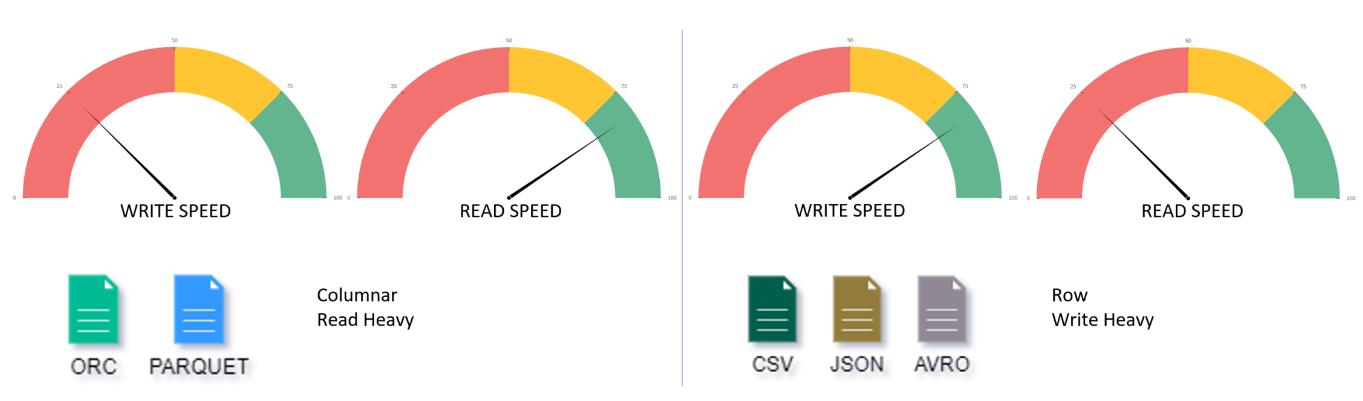 0
25
50
75
100
WRITE SPEED
0
25
50
75
100
READ SPEED
ORC
PARQUET
Columnar
Read Heavy
0
25
50
75
100
WRITE SPEED
0
25
50
75
100
READ SPEED
CSV
JSON
AVRO
Row
Write Heavy